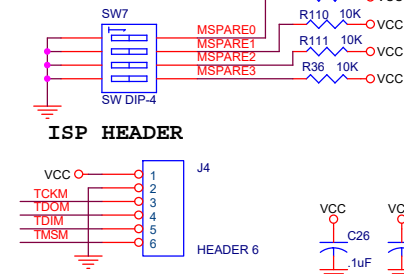 SW7
MSPARE0
MSPARE1
MSPARE2
MSPARE3
SW DIP-4
VCC
R110 10K
VCC
R111 10K
VCC
R36 10K
VCC
ISP HEADER
J4
VCC
TCKM
TDOM
TDIM
TMSM
1
2
3
4
5
6
HEADER 6
VCC
C26
.1uF